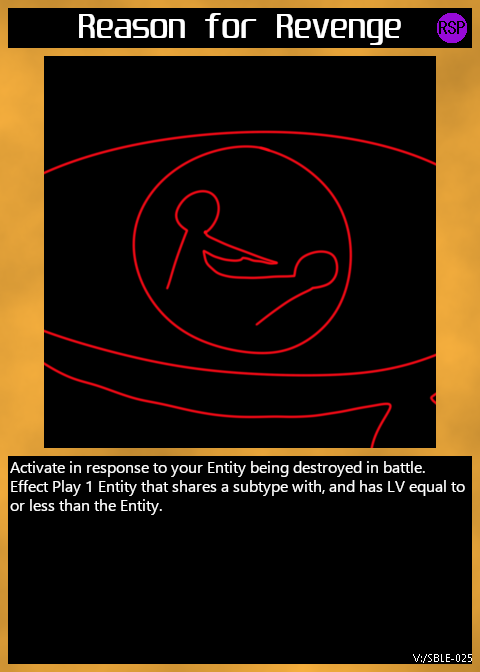 Reason for Revenge
RSP
Activate in response to your Entity being destroyed in battle.
Effect Play 1 Entity that shares a subtype with, and has LV equal to
or less than the Entity.
V:/SBLE-025